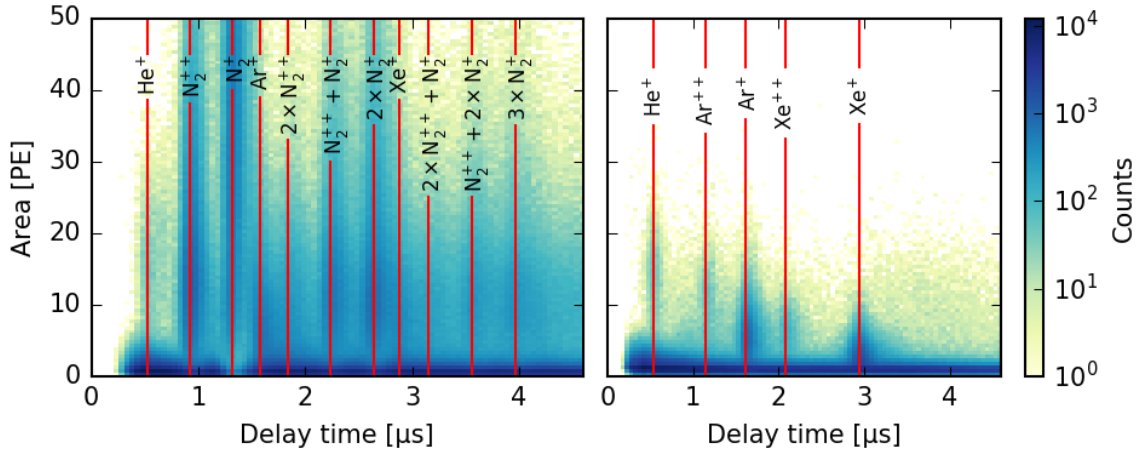 50
40
30
20
10
0
Area [PE]
He⁺
N₂⁺⁺
N₂⁺
Ar⁺
2 × N₂⁺⁺
N₂⁺⁺ + N₂⁺
2 × N₂⁺
Xe⁺
2 × N₂⁺⁺ + N₂⁺
N₂⁺⁺ + 2 × N₂⁺
3 × N₂⁺
0 1 2 3 4
Delay time [µs]
He⁺
Ar⁺⁺
Ar⁺
Xe⁺⁺
Xe⁺
0 1 2 3 4
Delay time [µs]
10⁴
10³
10²
10¹
10⁰
Counts